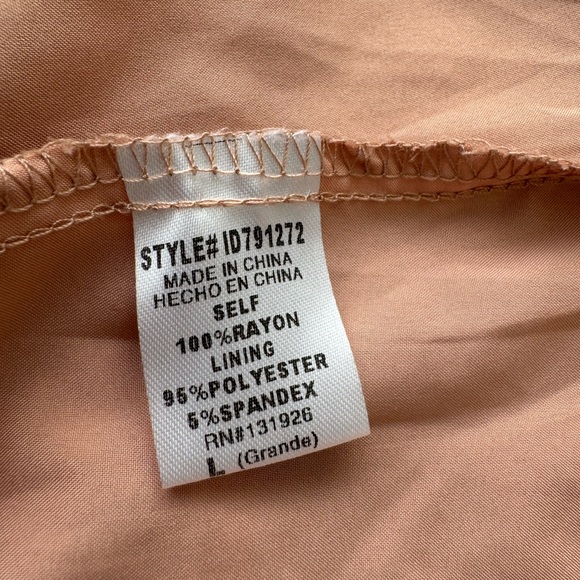 STYLE# ID791272
MADE IN CHINA
HECHO EN CHINA
SELF
100%RAYON
LINING
95%POLYESTER
5%SPANDEX
RN#131926
L (Grande)